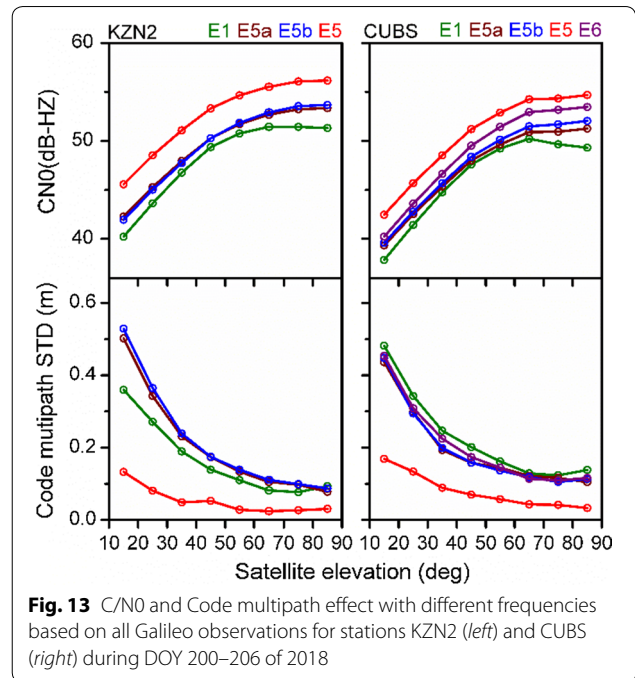 KZN2 E1 E5a E5b E5
CUBS E1 E5a E5b E5 E6
CN0(dB-HZ)
60
50
40
Code mutipath STD (m)
0.6
0.4
0.2
0.0
10 20 30 40 50 60 70 80 90
10 20 30 40 50 60 70 80 90
Satellite elevation (deg)
Fig. 13 C/N0 and Code multipath effect with different frequencies
based on all Galileo observations for stations KZN2 (left) and CUBS
(right) during DOY 200–206 of 2018